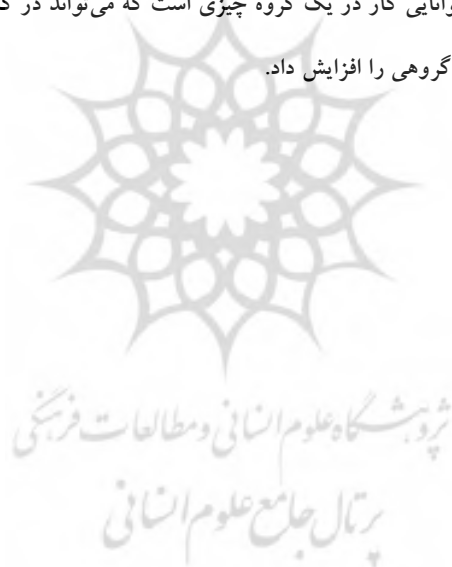 وانایی کار در یک گروه چیزی است که می‌تواند در ک
گروهی را افزایش داد.
پژوهشگاه علوم انسانی و مطالعات فرهنگی
پرتال جامع علوم انسانی